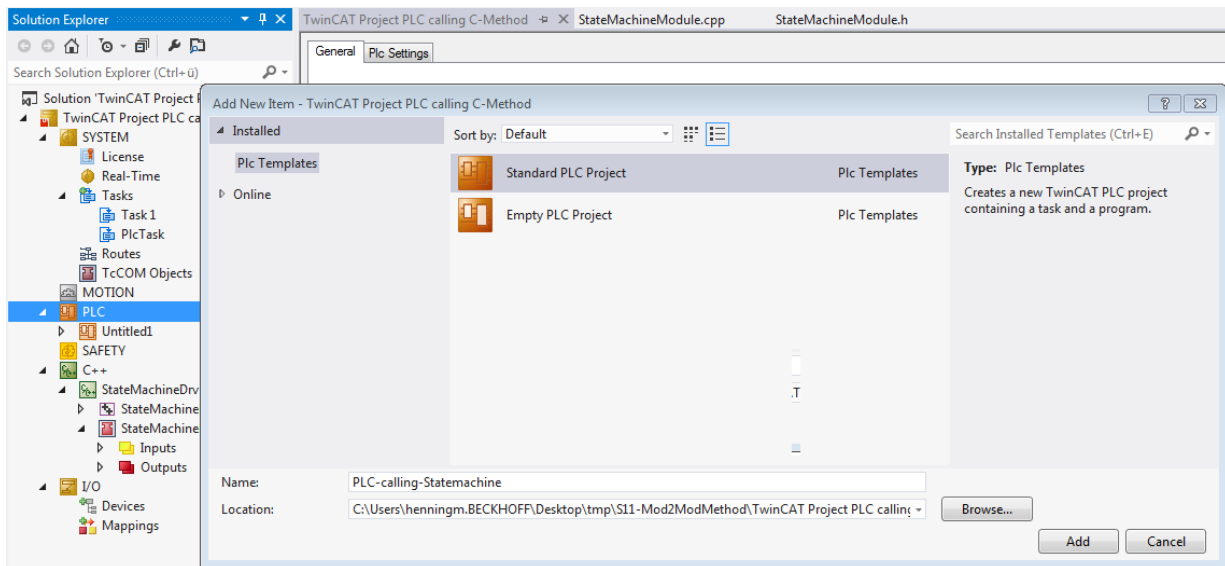 Solution Explorer
TwinCAT Project PLC calling C-Method StateMachineModule.cpp StateMachineModule.h
General Plc Settings
Search Solution Explorer (Ctrl+ü)
Solution 'TwinCAT Project
TwinCAT Project PLC ca
SYSTEM
License
Real-Time
Tasks
Task 1
PlcTask
Routes
TcCOM Objects
MOTION
PLC
Untitled1
SAFETY
C++
StateMachineDrv
StateMachine
StateMachine
Inputs
Outputs
I/O
Devices
Mappings
Add New Item - TwinCAT Project PLC calling C-Method
Installed
Plc Templates
Online
Sort by: Default
Search Installed Templates (Ctrl+E)
Standard PLC Project Plc Templates
Empty PLC Project Plc Templates
Type: Plc Templates
Creates a new TwinCAT PLC project
containing a task and a program.
.T
Name: PLC-calling-Statemachine
Location: C:\Users\henningm.BECKHOFF\Desktop\tmp\S11-Mod2ModMethod\TwinCAT Project PLC calling
Browse...
Add Cancel